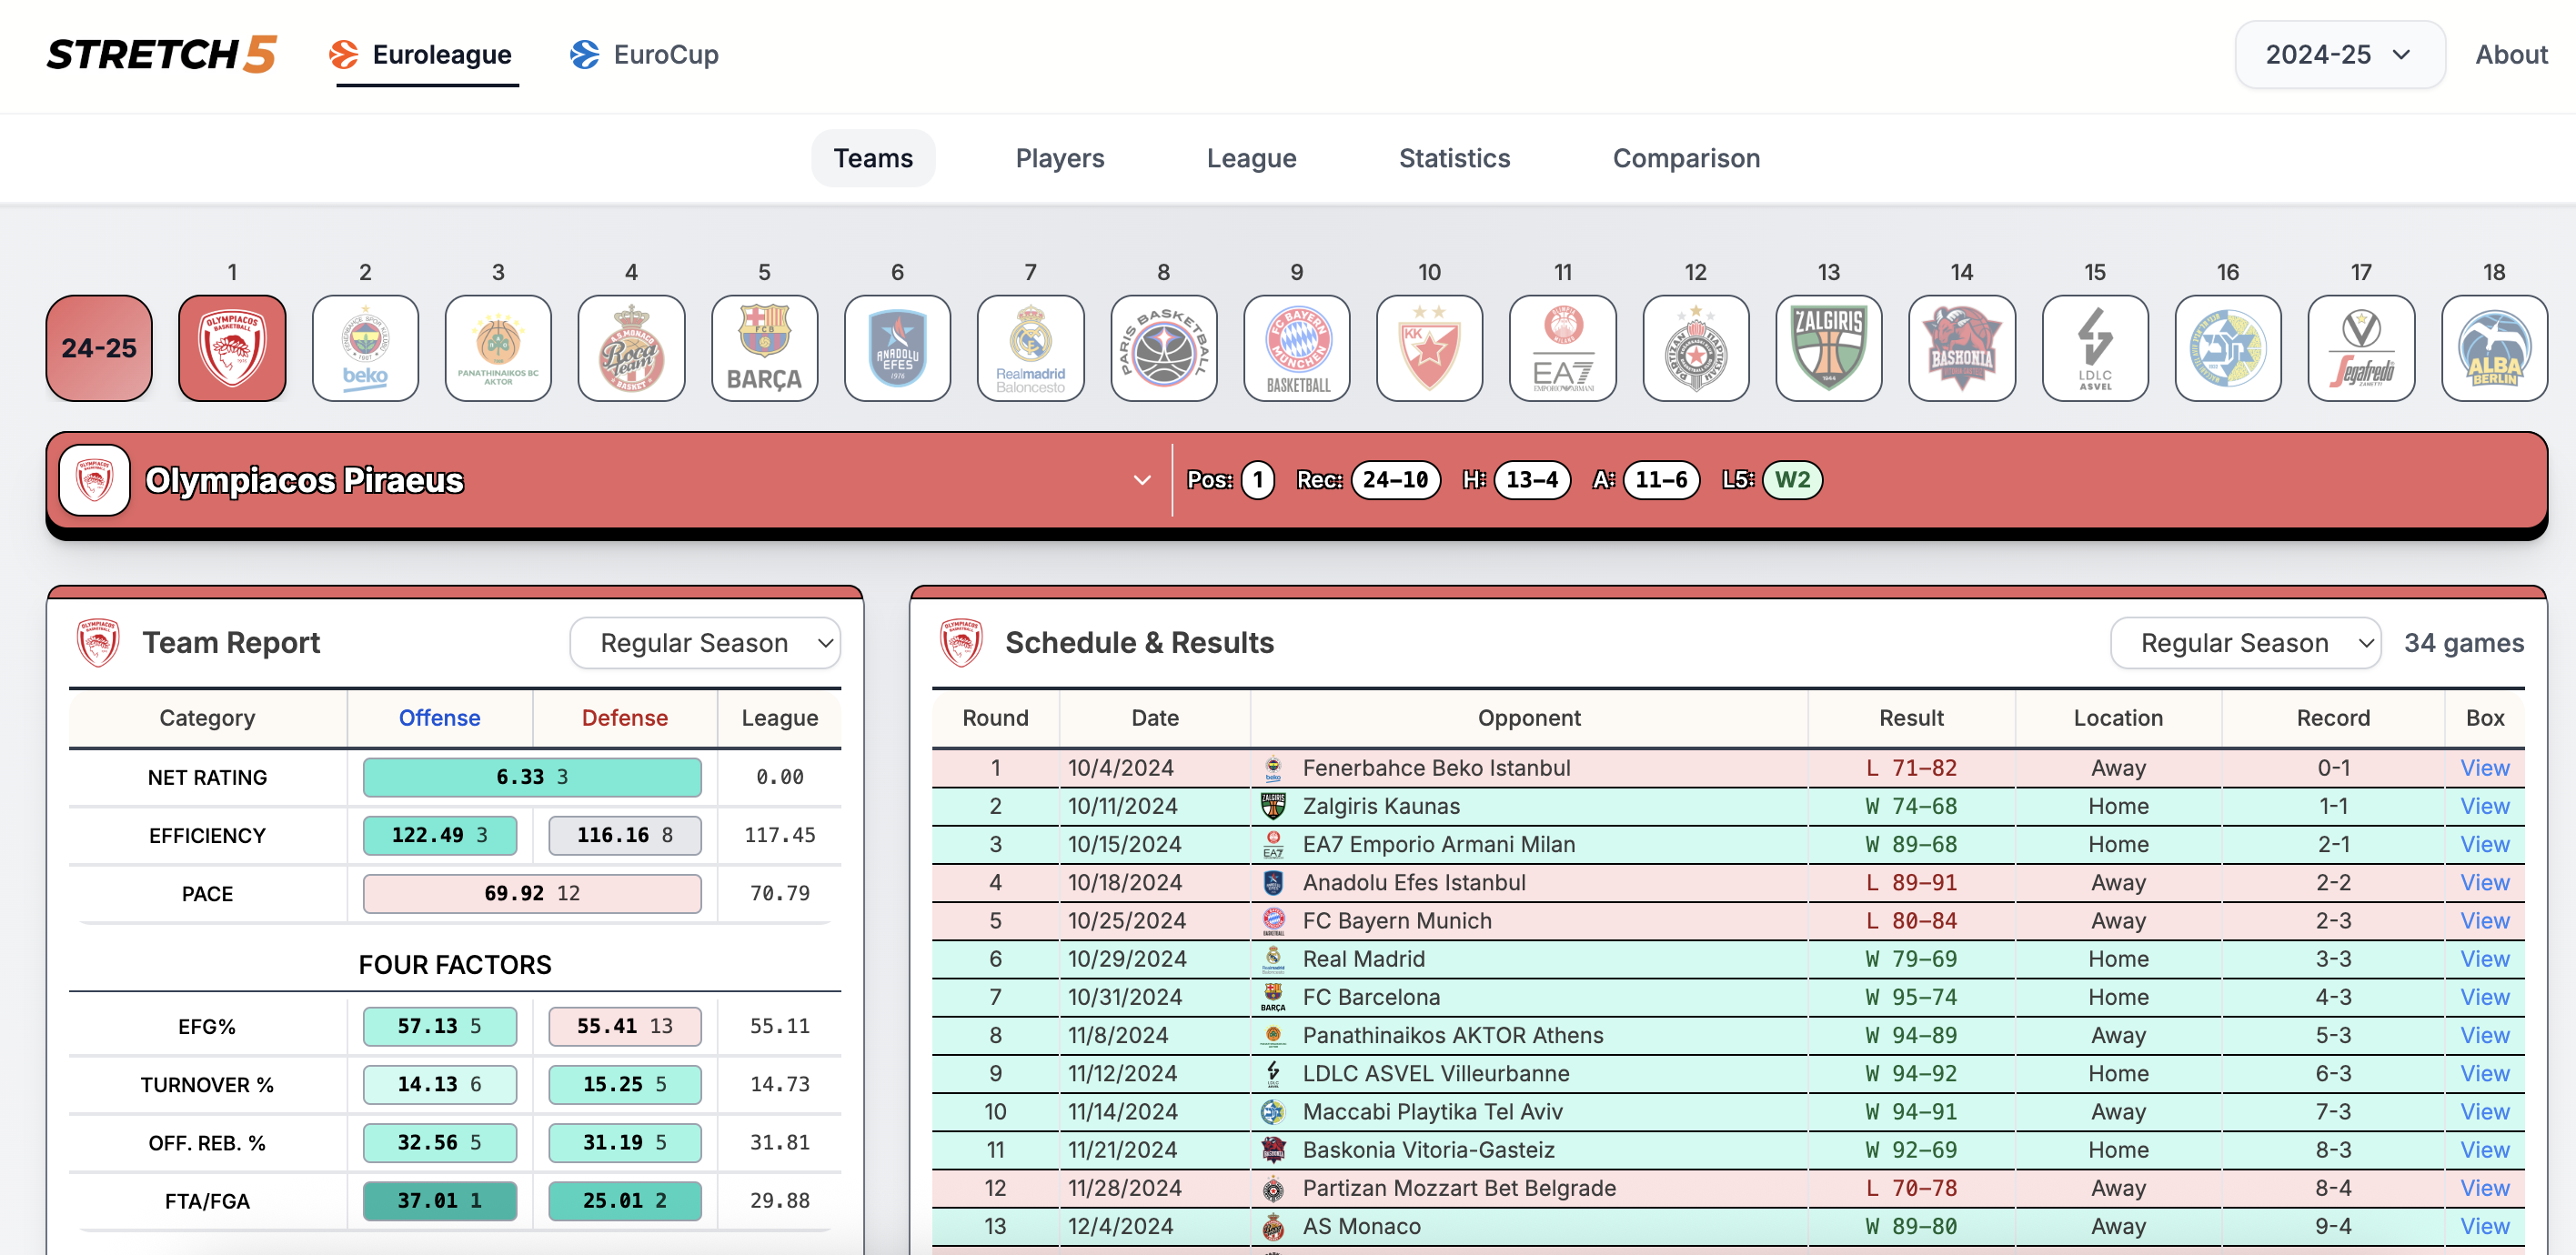 STRETCH 5 Euroleague EuroCup 2024-25 About
Teams Players League Statistics Comparison
1 2 3 4 5 6 7 8 9 10 11 12 13 14 15 16 17 18
24-25
OLYMPIACOS BASKETBALL
beko
PANATHINAIKOS BC AKTOR
AS MONACO Roca Team BASKET
FCB BARÇA
ANADOLU EFES 1976
Realmadrid Baloncesto
PARIS BASKETBALL
FC BAYERN MÜNCHEN BASKETBALL
KK
EA7 EMPORIO ARMANI
ZALGIRIS 1944
BASKONIA
LDLC ASVEL
Segafredo ZANETTI
ALBA BERLIN
Olympiacos Piraeus Pos: 1 Rec: 24-10 H: 13-4 A: 11-6 L5: W2
Team Report Regular Season
Category Offense Defense League
NET RATING 6.33 3 0.00
EFFICIENCY 122.49 3 116.16 8 117.45
PACE 69.92 12 70.79
FOUR FACTORS
EFG% 57.13 5 55.41 13 55.11
TURNOVER % 14.13 6 15.25 5 14.73
OFF. REB. % 32.56 5 31.19 5 31.81
FTA/FGA 37.01 1 25.01 2 29.88
Schedule & Results Regular Season 34 games
Round Date Opponent Result Location Record Box
1 10/4/2024 Fenerbahce Beko Istanbul L 71-82 Away 0-1 View
2 10/11/2024 Zalgiris Kaunas W 74-68 Home 1-1 View
3 10/15/2024 EA7 Emporio Armani Milan W 89-68 Home 2-1 View
4 10/18/2024 Anadolu Efes Istanbul L 89-91 Away 2-2 View
5 10/25/2024 FC Bayern Munich L 80-84 Away 2-3 View
6 10/29/2024 Real Madrid W 79-69 Home 3-3 View
7 10/31/2024 FC Barcelona W 95-74 Home 4-3 View
8 11/8/2024 Panathinaikos AKTOR Athens W 94-89 Away 5-3 View
9 11/12/2024 LDLC ASVEL Villeurbanne W 94-92 Home 6-3 View
10 11/14/2024 Maccabi Playtika Tel Aviv W 94-91 Away 7-3 View
11 11/21/2024 Baskonia Vitoria-Gasteiz W 92-69 Home 8-3 View
12 11/28/2024 Partizan Mozzart Bet Belgrade L 70-78 Away 8-4 View
13 12/4/2024 AS Monaco W 89-80 Away 9-4 View